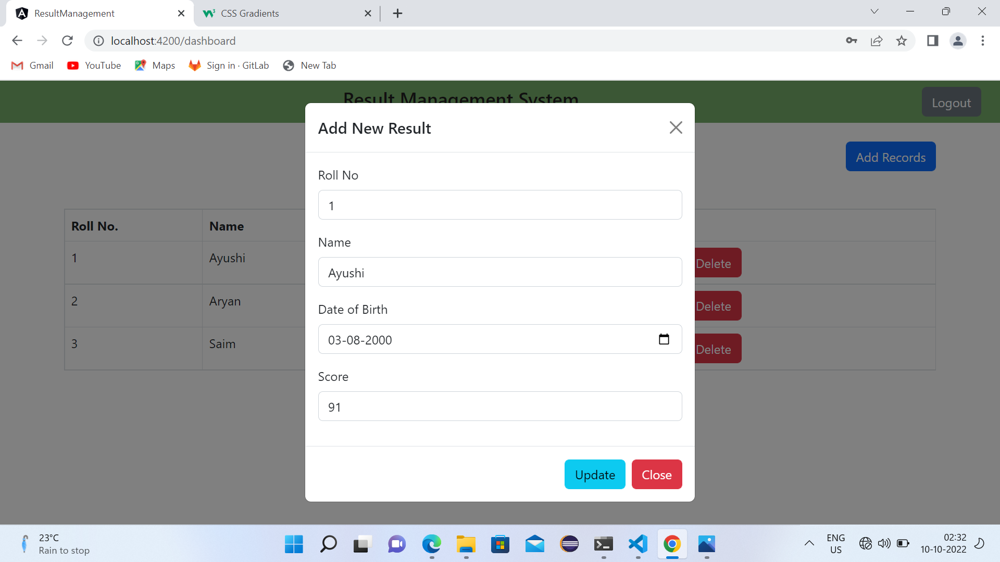 ResultManagement
CSS Gradients
localhost:4200/dashboard
Gmail
YouTube
Maps
Sign in · GitLab
New Tab
Result Management System
Logout
Add Records
Roll No. Name
1 Ayushi Delete
2 Aryan Delete
3 Saim Delete
Add New Result
Roll No
1
Name
Ayushi
Date of Birth
03-08-2000
Score
91
Update Close
23°C
Rain to stop
ENG
US
02:32
10-10-2022